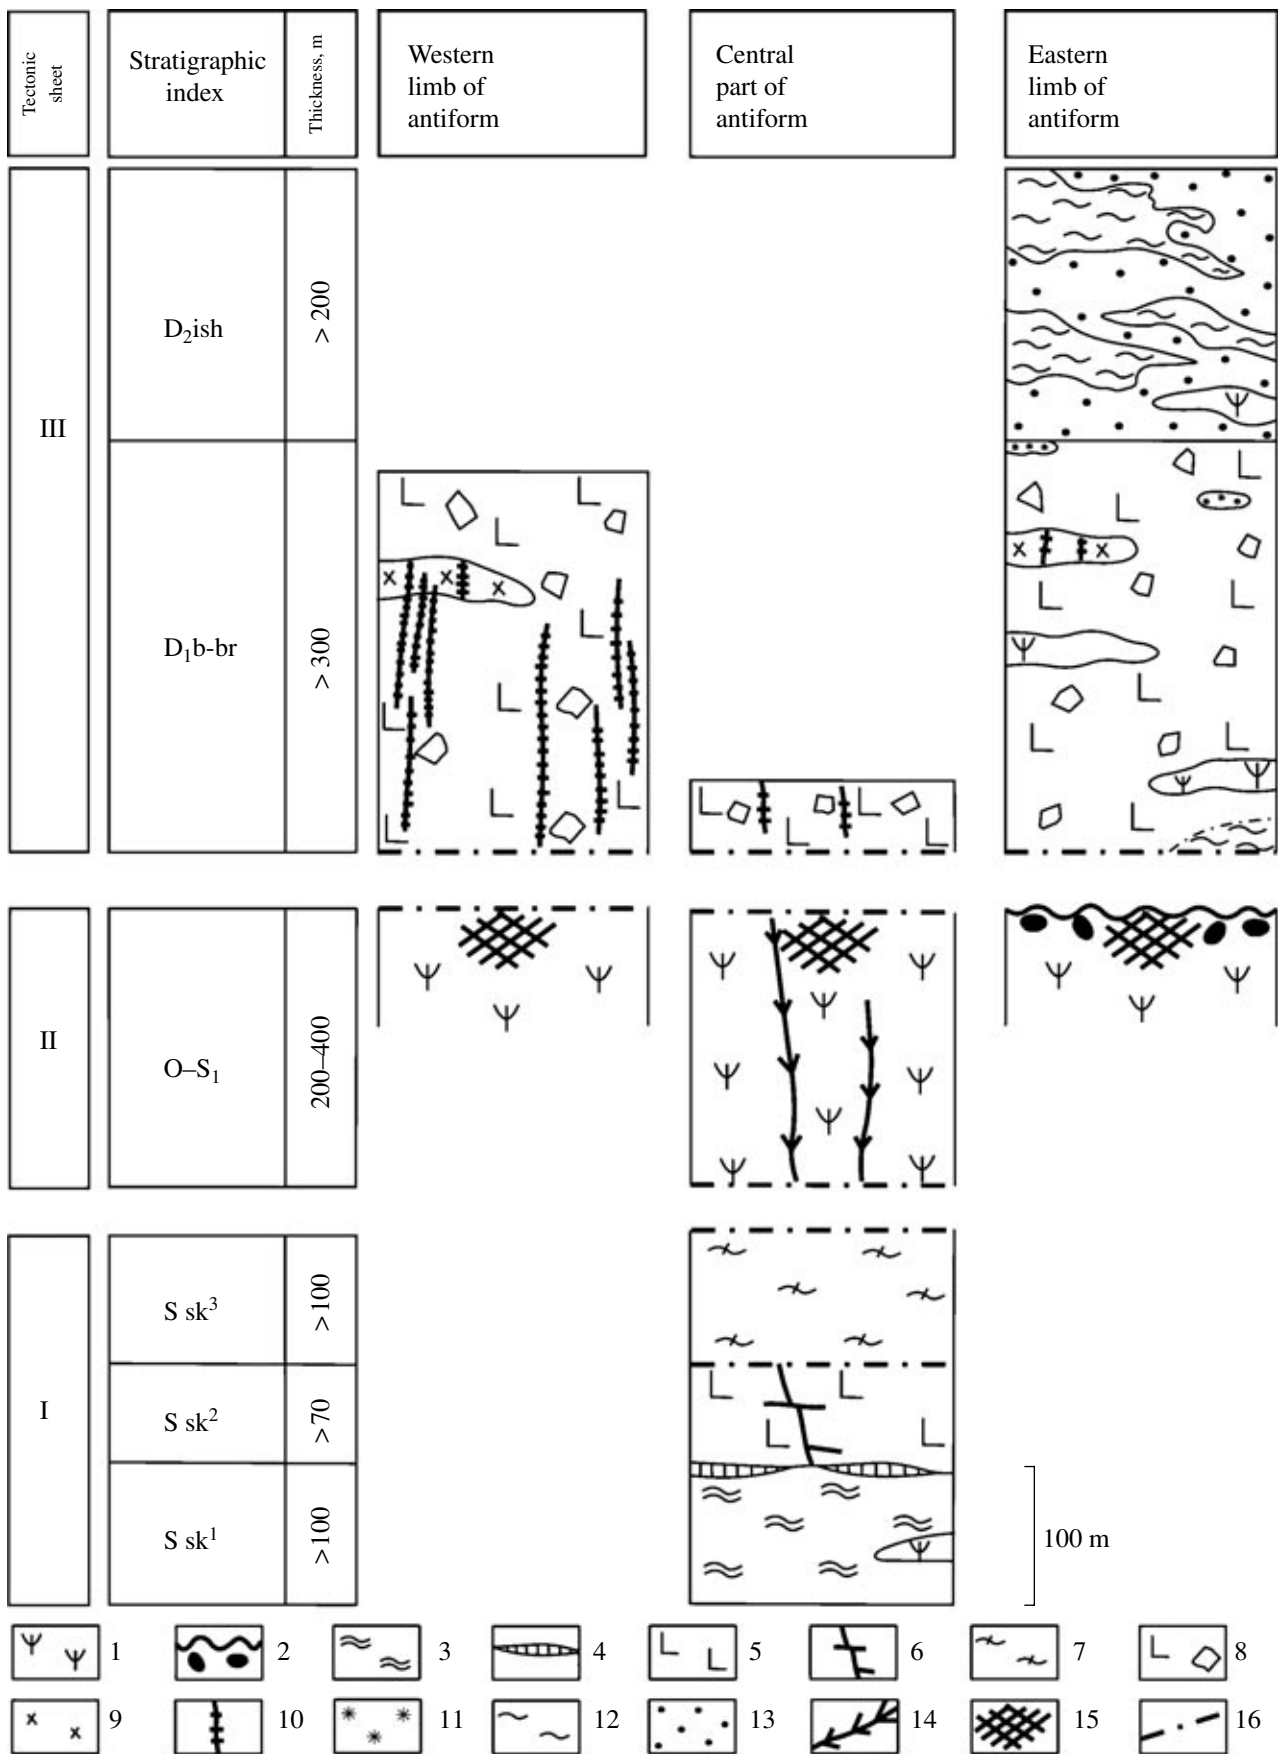 Tectonic
sheet
Stratigraphic
index
Thickness, m
Western
limb of
antiform
Central
part of
antiform
Eastern
limb of
antiform
III
D₂ish
> 200
D₁b-br
> 300
II
O–S₁
200–400
I
S sk³
>100
S sk²
>70
S sk¹
>100
100 m
1 2 3 4 5 6 7 8
9 10 11 12 13 14 15 16